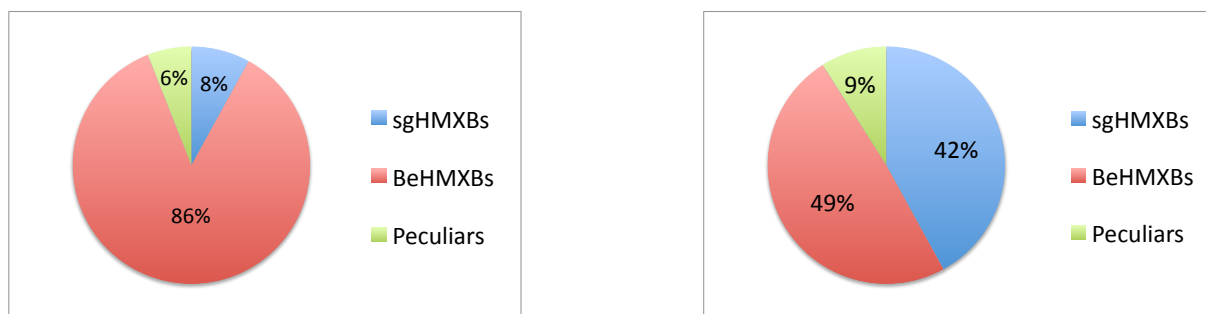 6%
8%
86%
sgHMXBs
BeHMXBs
Peculiars
9%
42%
49%
sgHMXBs
BeHMXBs
Peculiars